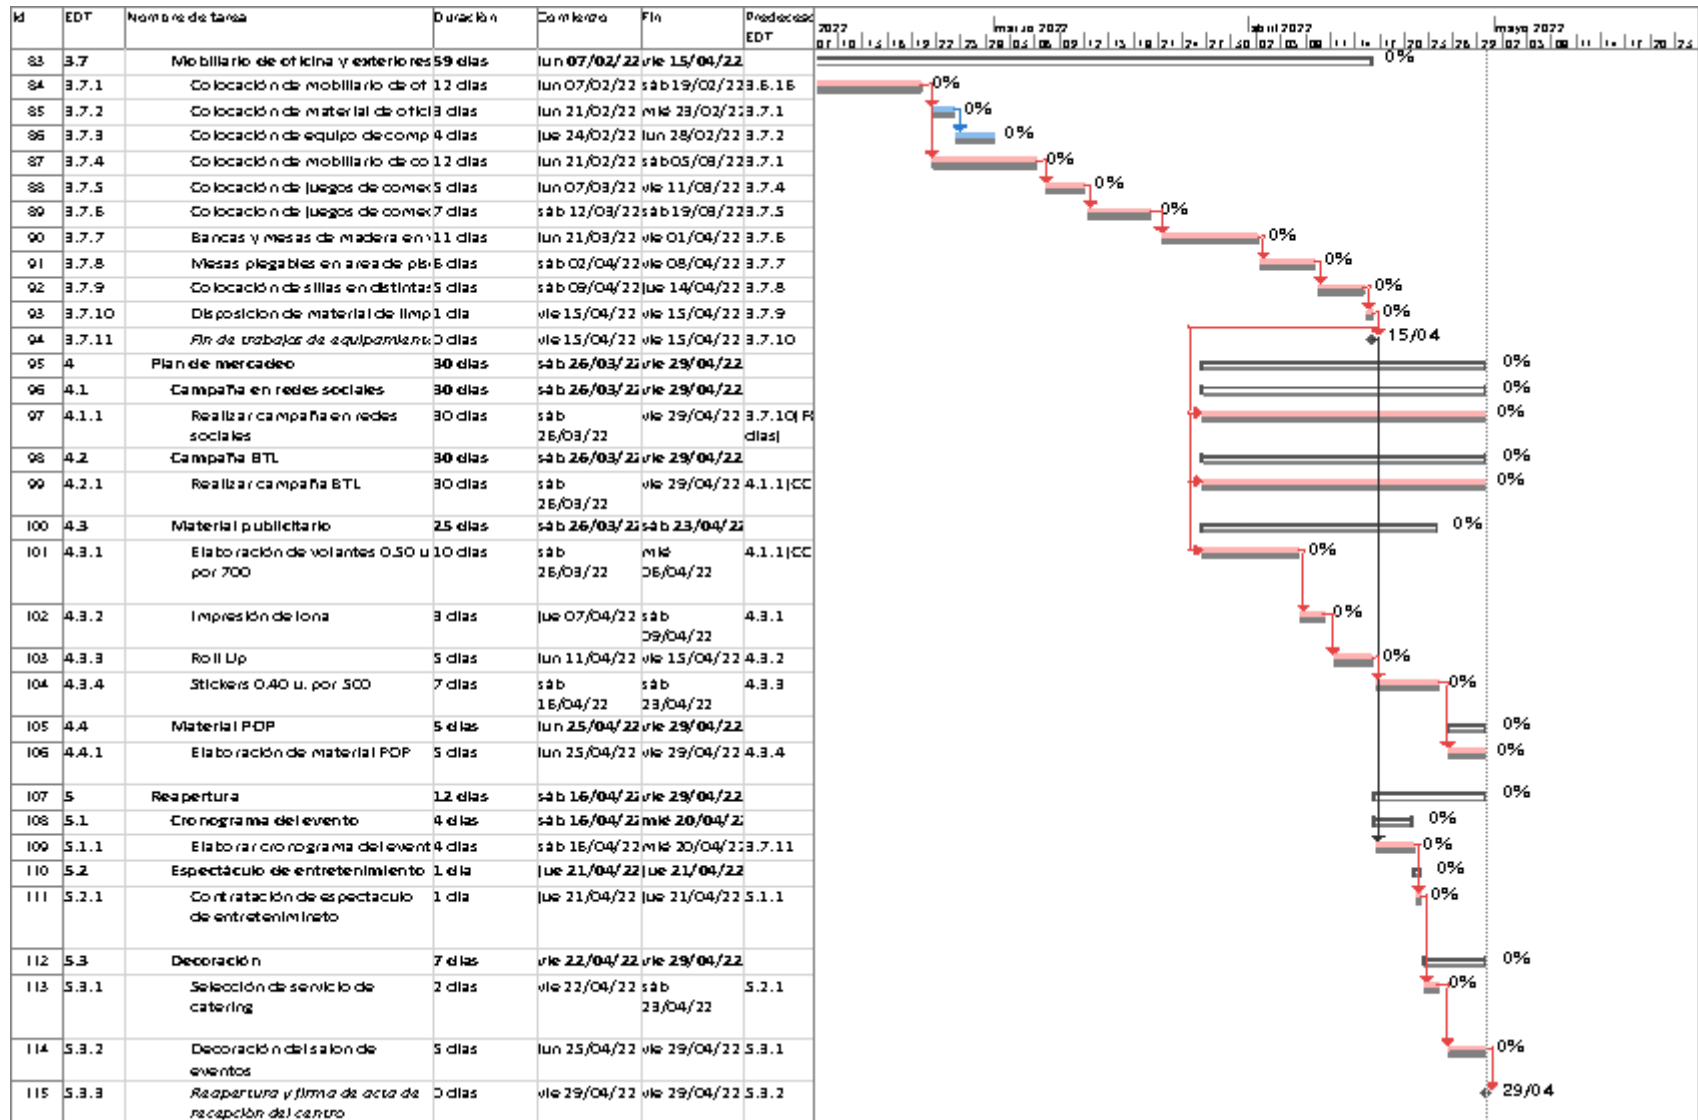 Id EDT Nombre de tarea Duración Comienzo Fin Predeceso
EDT
2022 marzo 2022 abril 2022 mayo 2022
83 3.7 Mobiliario de oficina y exteriores 59 días lun 07/02/22 vie 15/04/22 0%
84 3.7.1 Colocación de mobiliario de of 12 días lun 07/02/22 sáb 19/02/22 3.6.16 0%
85 3.7.2 Colocación de material de ofici 3 días lun 21/02/22 mié 23/02/22 3.7.1 0%
86 3.7.3 Colocación de equipo de comp 4 días jue 24/02/22 lun 28/02/22 3.7.2 0%
87 3.7.4 Colocación de mobiliario de co 12 días lun 21/02/22 sáb 05/03/22 3.7.1 0%
88 3.7.5 Colocación de juegos de comec 5 días lun 07/03/22 vie 11/03/22 3.7.4 0%
89 3.7.6 Colocacion de juegos de comec 7 días sáb 12/03/22 sáb 19/03/22 3.7.5 0%
90 3.7.7 Bancas y mesas de madera en 11 días lun 21/03/22 vie 01/04/22 3.7.6 0%
91 3.7.8 Mesas plegables en area de pis 6 días sáb 02/04/22 vie 08/04/22 3.7.7 0%
92 3.7.9 Colocación de sillas en distintas 5 días sáb 09/04/22 jue 14/04/22 3.7.8 0%
93 3.7.10 Disposicion de material de limp 1 día vie 15/04/22 vie 15/04/22 3.7.9 0%
94 3.7.11 Fin de trabajos de equipamient 0 días vie 15/04/22 vie 15/04/22 3.7.10 15/04
95 4 Plan de mercadeo 30 días sáb 26/03/22 vie 29/04/22 0%
96 4.1 Campaña en redes sociales 30 días sáb 26/03/22 vie 29/04/22 0%
97 4.1.1 Realizar campaña en redes 30 días sáb vie 29/04/22 3.7.10 0%
sociales 26/03/22 días]
98 4.2 Campaña BTL 30 días sáb 26/03/22 vie 29/04/22 0%
99 4.2.1 Realizar campaña BTL 30 días sáb vie 29/04/22 4.1.1[CC 0%
26/03/22
100 4.3 Material publicitario 25 días sáb 26/03/22 sáb 23/04/22 0%
101 4.3.1 Elaboración de volantes 0.50 u 10 días sáb mié 4.1.1[CC 0%
por 700 26/03/22 06/04/22
102 4.3.2 Impresión de lona 3 días jue 07/04/22 sáb 4.3.1 0%
09/04/22
103 4.3.3 Roll Up 5 días lun 11/04/22 vie 15/04/22 4.3.2 0%
104 4.3.4 Stickers 0.40 u. por 500 7 días sáb sáb 4.3.3 0%
16/04/22 23/04/22
105 4.4 Material POP 5 días lun 25/04/22 vie 29/04/22 0%
106 4.4.1 Elaboración de material POP 5 días lun 25/04/22 vie 29/04/22 4.3.4 0%
107 5 Reapertura 12 días sáb 16/04/22 vie 29/04/22 0%
108 5.1 Cronograma del evento 4 días sáb 16/04/22 mié 20/04/22 0%
109 5.1.1 Elaborar cronograma del event 4 días sáb 16/04/22 mié 20/04/22 3.7.11 0%
110 5.2 Espectáculo de entretenimiento 1 día jue 21/04/22 jue 21/04/22 0%
111 5.2.1 Contratación de espectaculo 1 día jue 21/04/22 jue 21/04/22 5.1.1 0%
de entretenimineto
112 5.3 Decoración 7 días vie 22/04/22 vie 29/04/22 0%
113 5.3.1 Selección de servicio de 2 días vie 22/04/22 sáb 5.2.1 0%
catering 23/04/22
114 5.3.2 Decoración del salon de 5 días lun 25/04/22 vie 29/04/22 5.3.1 0%
eventos
115 5.3.3 Reapertura y firma de acta de 0 días vie 29/04/22 vie 29/04/22 5.3.2 29/04
recepción del centro